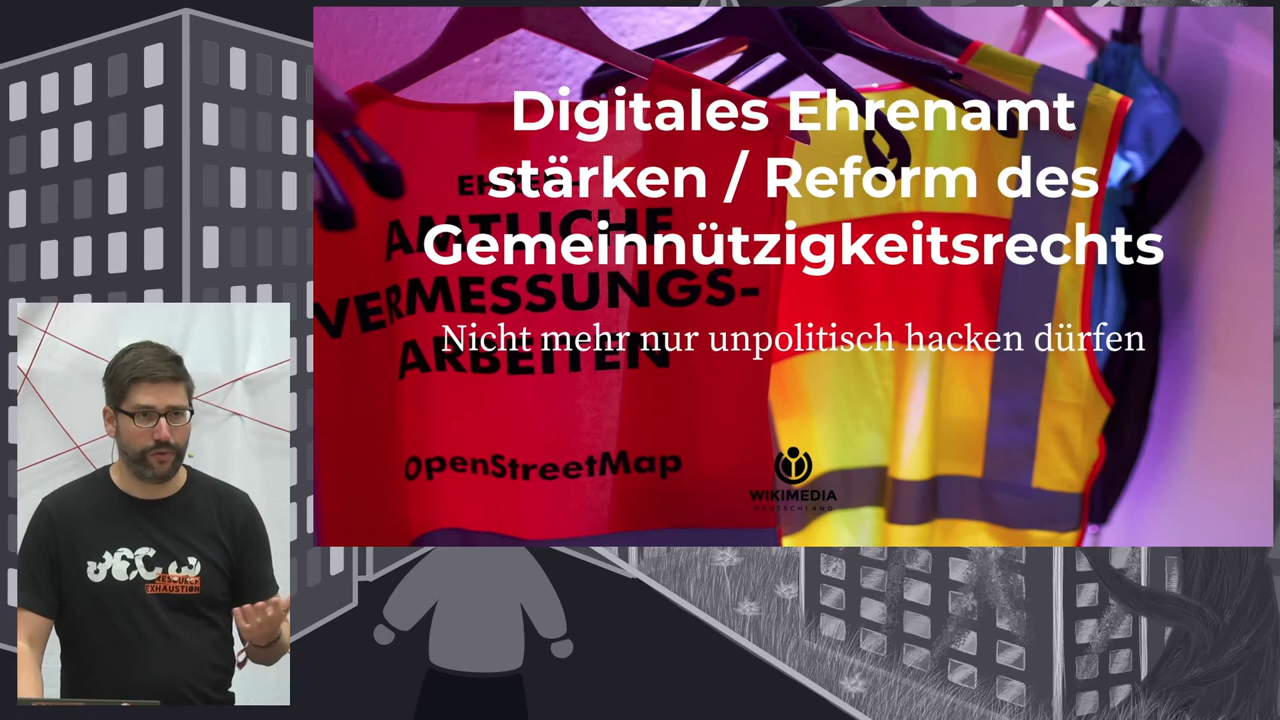 Digitales Ehrenamt
stärken / Reform des
Gemeinnützigkeitsrechts
Nicht mehr nur unpolitisch hacken dürfen
AMTLICHE
VERMESSUNGS-
ARBEITEN
OpenStreetMap
WIKIMEDIA
DEUTSCHLAND
RESOURCE
EXHAUSTION